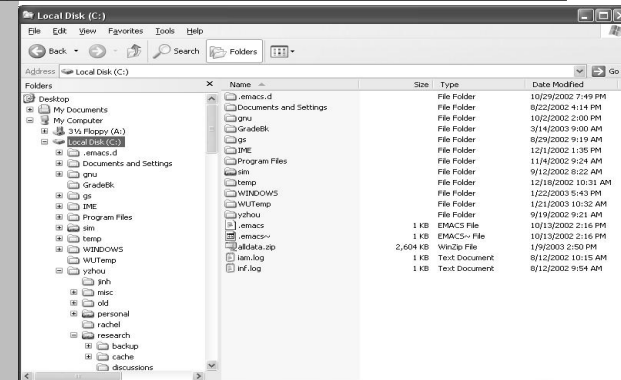 Local Disk (C:)
File Edit View Favorites Tools Help
Back Search Folders
Address Local Disk (C:) Go
Folders × Name Size Type Date Modified
Desktop
My Documents
My Computer
3½ Floppy (A:)
Local Disk (C:)
.emacs.d
Documents and Settings
gnu
GradeBk
gs
IME
Program Files
sim
temp
WINDOWS
WUTemp
yzhou
jinh
misc
old
personal
rachel
research
backup
cache
discussions
.emacs.d File Folder 10/29/2002 7:49 PM
Documents and Settings File Folder 8/22/2002 4:14 PM
gnu File Folder 10/2/2002 2:00 PM
GradeBk File Folder 3/14/2003 9:00 AM
gs File Folder 8/29/2002 9:19 AM
IME File Folder 12/1/2002 1:35 PM
Program Files File Folder 11/4/2002 9:24 AM
sim File Folder 9/12/2002 8:22 AM
temp File Folder 12/18/2002 10:31 AM
WINDOWS File Folder 1/22/2003 5:43 PM
WUTemp File Folder 1/21/2003 10:32 AM
yzhou File Folder 9/19/2002 9:21 AM
.emacs 1 KB EMACS File 10/13/2002 2:16 PM
.emacs~ 1 KB EMACS~ File 10/13/2002 2:16 PM
alldata.zip 2,604 KB WinZip File 1/9/2003 2:50 PM
iam.log 1 KB Text Document 8/12/2002 10:15 AM
inf.log 1 KB Text Document 8/12/2002 9:54 AM